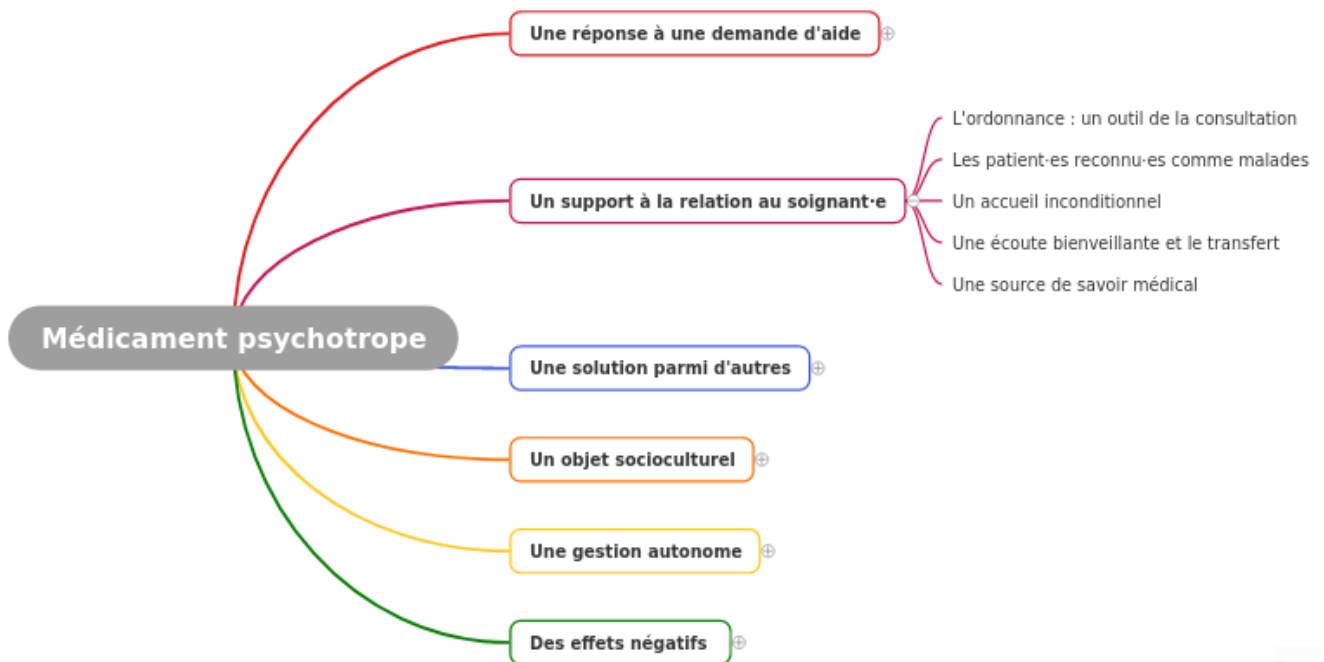 Médicament psychotrope
Une réponse à une demande d'aide
Un support à la relation au soignant·e
L'ordonnance : un outil de la consultation
Les patient·es reconnu·es comme malades
Un accueil inconditionnel
Une écoute bienveillante et le transfert
Une source de savoir médical
Une solution parmi d'autres
Un objet socioculturel
Une gestion autonome
Des effets négatifs